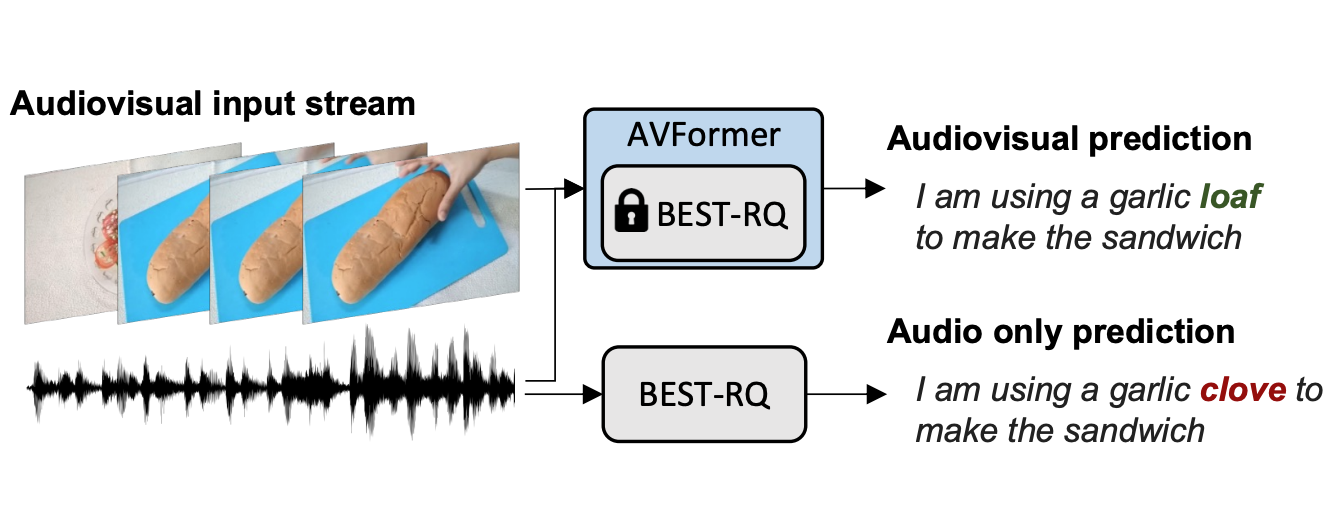 Audiovisual input stream
AVFormer
BEST-RQ
Audiovisual prediction
I am using a garlic loaf
to make the sandwich
BEST-RQ
Audio only prediction
I am using a garlic clove to
make the sandwich